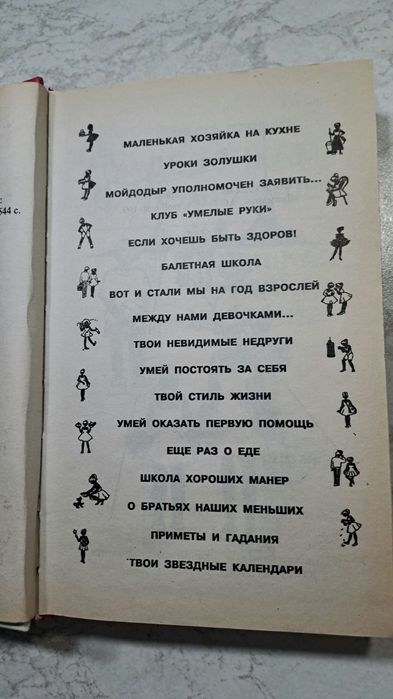 :
544 с.
МАЛЕНЬКАЯ ХОЗЯЙКА НА КУХНЕ
УРОКИ ЗОЛУШКИ
МОЙДОДЫР УПОЛНОМОЧЕН ЗАЯВИТЬ...
КЛУБ «УМЕЛЫЕ РУКИ»
ЕСЛИ ХОЧЕШЬ БЫТЬ ЗДОРОВ!
БАЛЕТНАЯ ШКОЛА
ВОТ И СТАЛИ МЫ НА ГОД ВЗРОСЛЕЙ
МЕЖДУ НАМИ ДЕВОЧКАМИ...
ТВОИ НЕВИДИМЫЕ НЕДРУГИ
УМЕЙ ПОСТОЯТЬ ЗА СЕБЯ
ТВОЙ СТИЛЬ ЖИЗНИ
УМЕЙ ОКАЗАТЬ ПЕРВУЮ ПОМОЩЬ
ЕЩЕ РАЗ О ЕДЕ
ШКОЛА ХОРОШИХ МАНЕР
О БРАТЬЯХ НАШИХ МЕНЬШИХ
ПРИМЕТЫ И ГАДАНИЯ
ТВОИ ЗВЕЗДНЫЕ КАЛЕНДАРИ